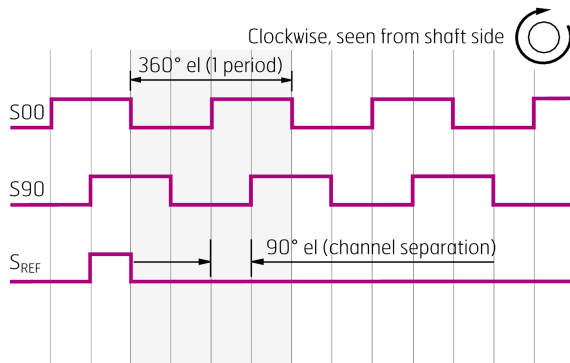 Clockwise, seen from shaft side
360° el (1 period)
S00
S90
90° el (channel separation)
SREF